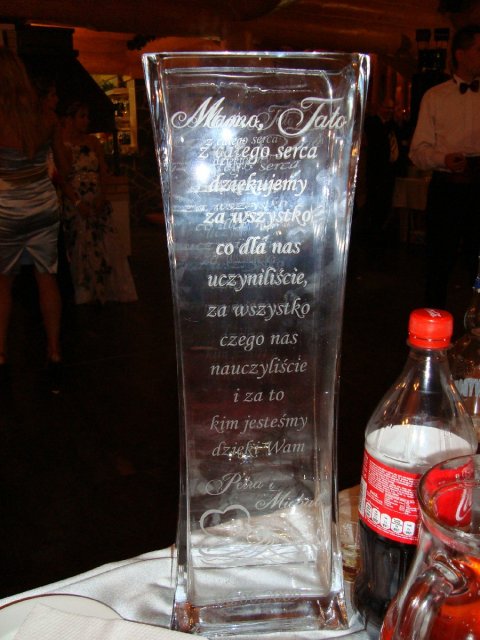 Mamo, Tato
z całego serca
dziękujemy
za wszystko
co dla nas
uczyniliście,
za wszystko
czego nas
nauczyliście
i za to
kim jesteśmy
dzięki Wam
i